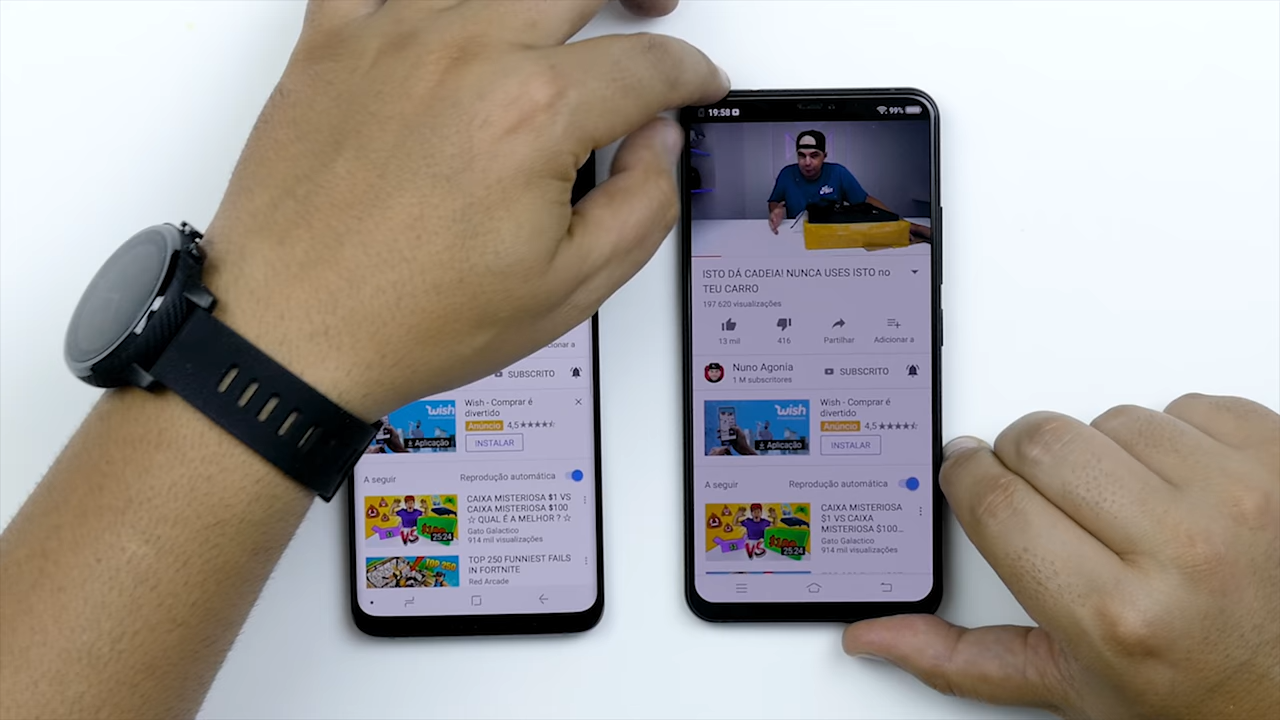 19:58
99%
ISTO DÁ CADEIA! NUNCA USES ISTO no
TEU CARRO
197 620 visualizações
13 mil
416
Partilhar
Adicionar a
Nuno Agonia
1 M subscritores
SUBSCRITO
wish
Aplicação
Wish - Comprar é
divertido
Anúncio 4,5
INSTALAR
A seguir
Reprodução automática
VS
25:24
CAIXA MISTERIOSA
$1 VS CAIXA
MISTERIOSA $100...
Gato Galactico
914 mil visualizações
SUBSCRITO
wish
Aplicação
Wish - Comprar é
divertido
Anúncio 4,5
INSTALAR
A seguir
Reprodução automática
VS
25:24
CAIXA MISTERIOSA $1 VS
CAIXA MISTERIOSA $100
☆ QUAL É A MELHOR ? ☆
Gato Galactico
914 mil visualizações
TOP 250
TOP 250 FUNNIEST FAILS
IN FORTNITE
Red Arcade